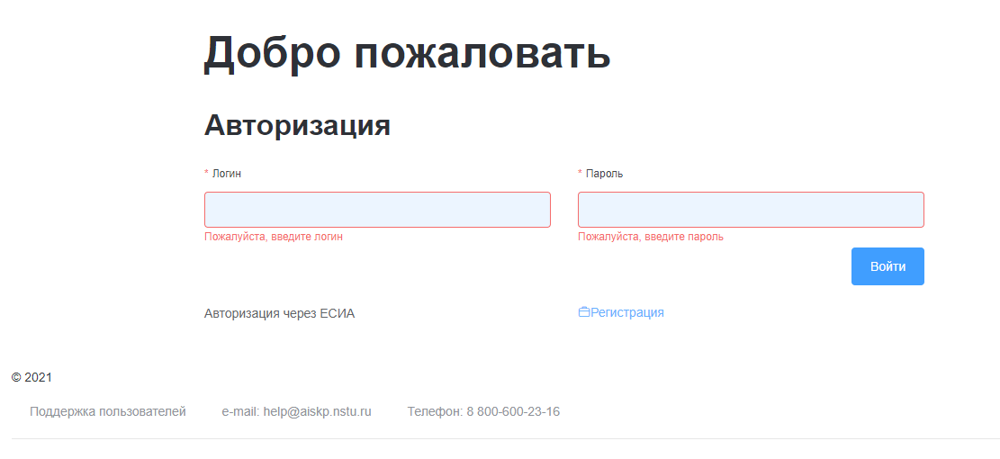 Добро пожаловать
Авторизация
* Логин
* Пароль
Пожалуйста, введите логин
Пожалуйста, введите пароль
Войти
Авторизация через ЕСИА
Регистрация
© 2021
Поддержка пользователей
e-mail: help@aiskp.nstu.ru
Телефон: 8 800-600-23-16